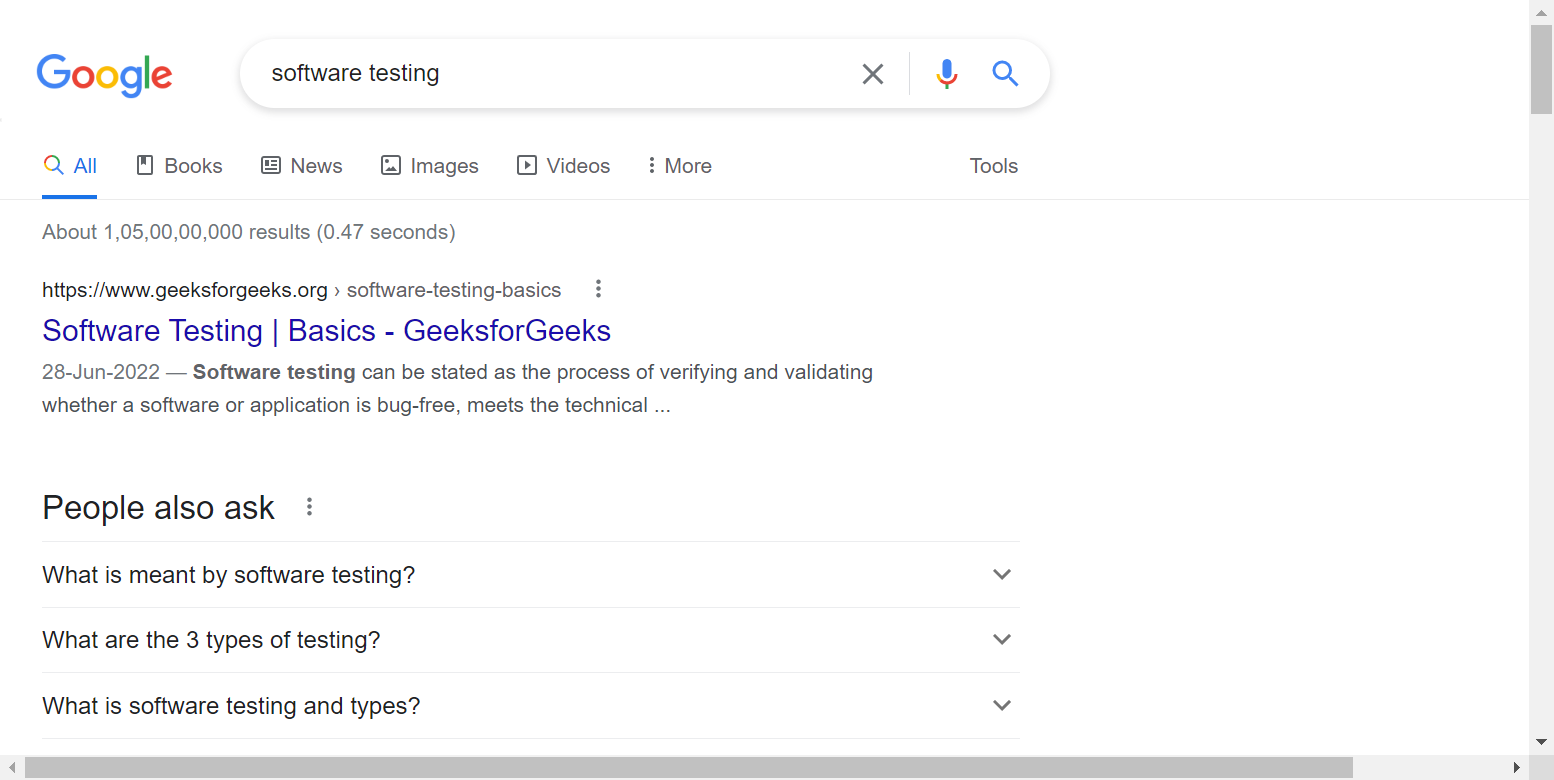 Google
software testing
All Books News Images Videos More Tools
About 1,05,00,00,000 results (0.47 seconds)
https://www.geeksforgeeks.org › software-testing-basics
Software Testing | Basics - GeeksforGeeks
28-Jun-2022 — Software testing can be stated as the process of verifying and validating
whether a software or application is bug-free, meets the technical ...
People also ask
What is meant by software testing?
What are the 3 types of testing?
What is software testing and types?